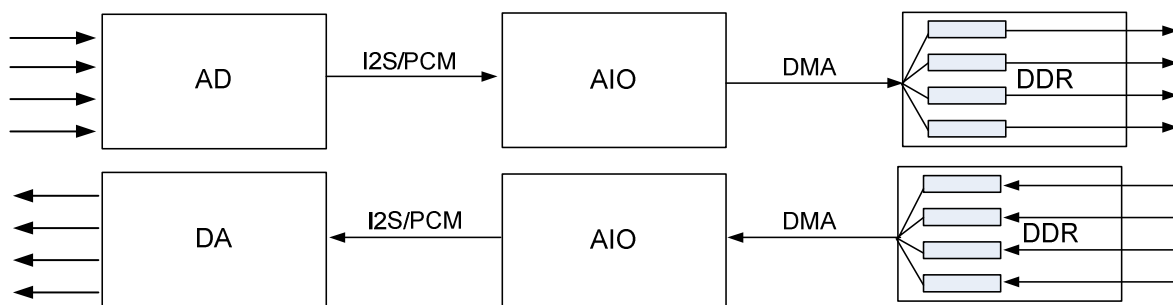 AD
I2S/PCM
AIO
DMA
DDR
DA
I2S/PCM
AIO
DMA
DDR